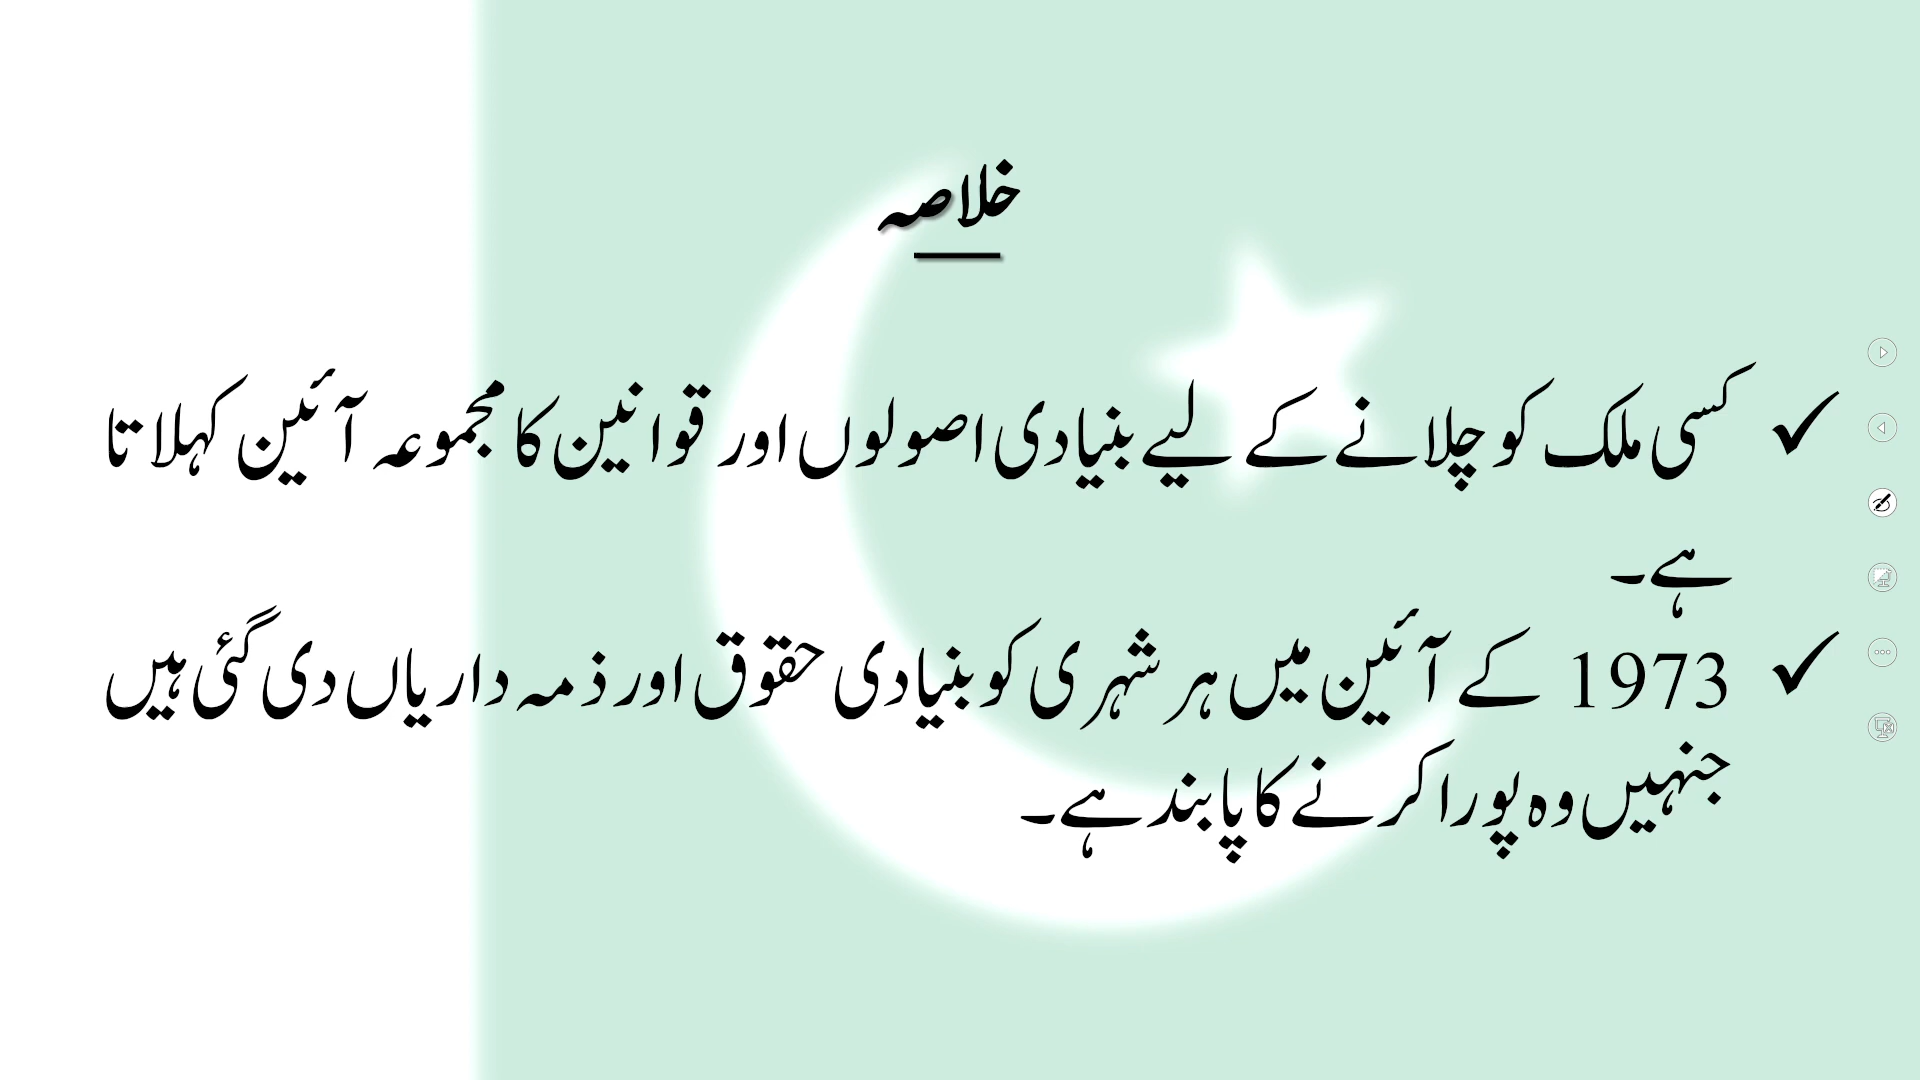 خلاصہ
کسی ملک کو چلانے کے لیے بنیادی اصولوں اور قوانین کا مجموعہ آئین کہلاتا
ہے۔
1973 کے آئین میں ہر شہری کو بنیادی حقوق اور ذمہ داریاں دی گئی ہیں
جنہیں وہ پورا کرنے کا پابند ہے۔